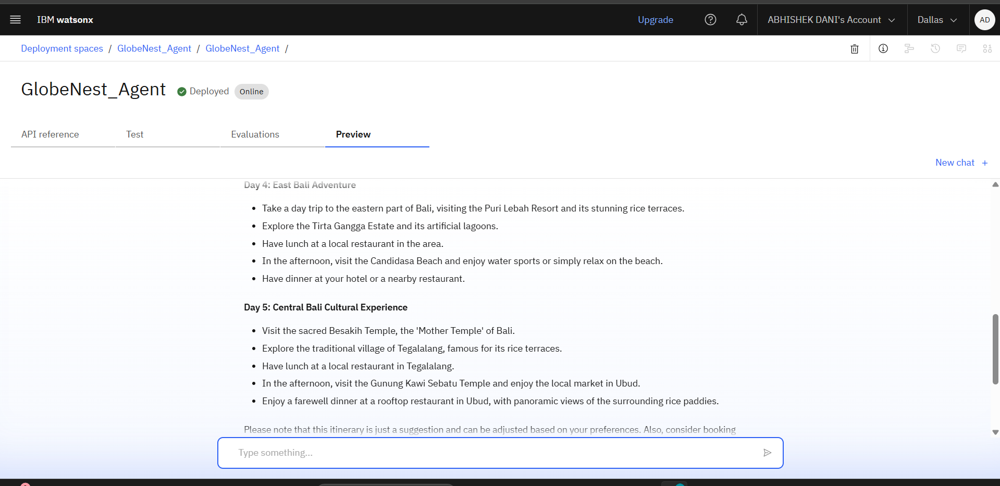 IBM watsonx
Upgrade
ABHISHEK DANI's Account
Dallas
AD
Deployment spaces / GlobeNest_Agent / GlobeNest_Agent /
GlobeNest_Agent
Deployed
Online
API reference
Test
Evaluations
Preview
New chat +
Day 4: East Bali Adventure
• Take a day trip to the eastern part of Bali, visiting the Puri Lebah Resort and its stunning rice terraces.
• Explore the Tirta Gangga Estate and its artificial lagoons.
• Have lunch at a local restaurant in the area.
• In the afternoon, visit the Candidasa Beach and enjoy water sports or simply relax on the beach.
• Have dinner at your hotel or a nearby restaurant.
Day 5: Central Bali Cultural Experience
• Visit the sacred Besakih Temple, the 'Mother Temple' of Bali.
• Explore the traditional village of Tegalalang, famous for its rice terraces.
• Have lunch at a local restaurant in Tegalalang.
• In the afternoon, visit the Gunung Kawi Sebatu Temple and enjoy the local market in Ubud.
• Enjoy a farewell dinner at a rooftop restaurant in Ubud, with panoramic views of the surrounding rice paddies.
Please note that this itinerary is just a suggestion and can be adjusted based on your preferences. Also, consider booking
Type something...